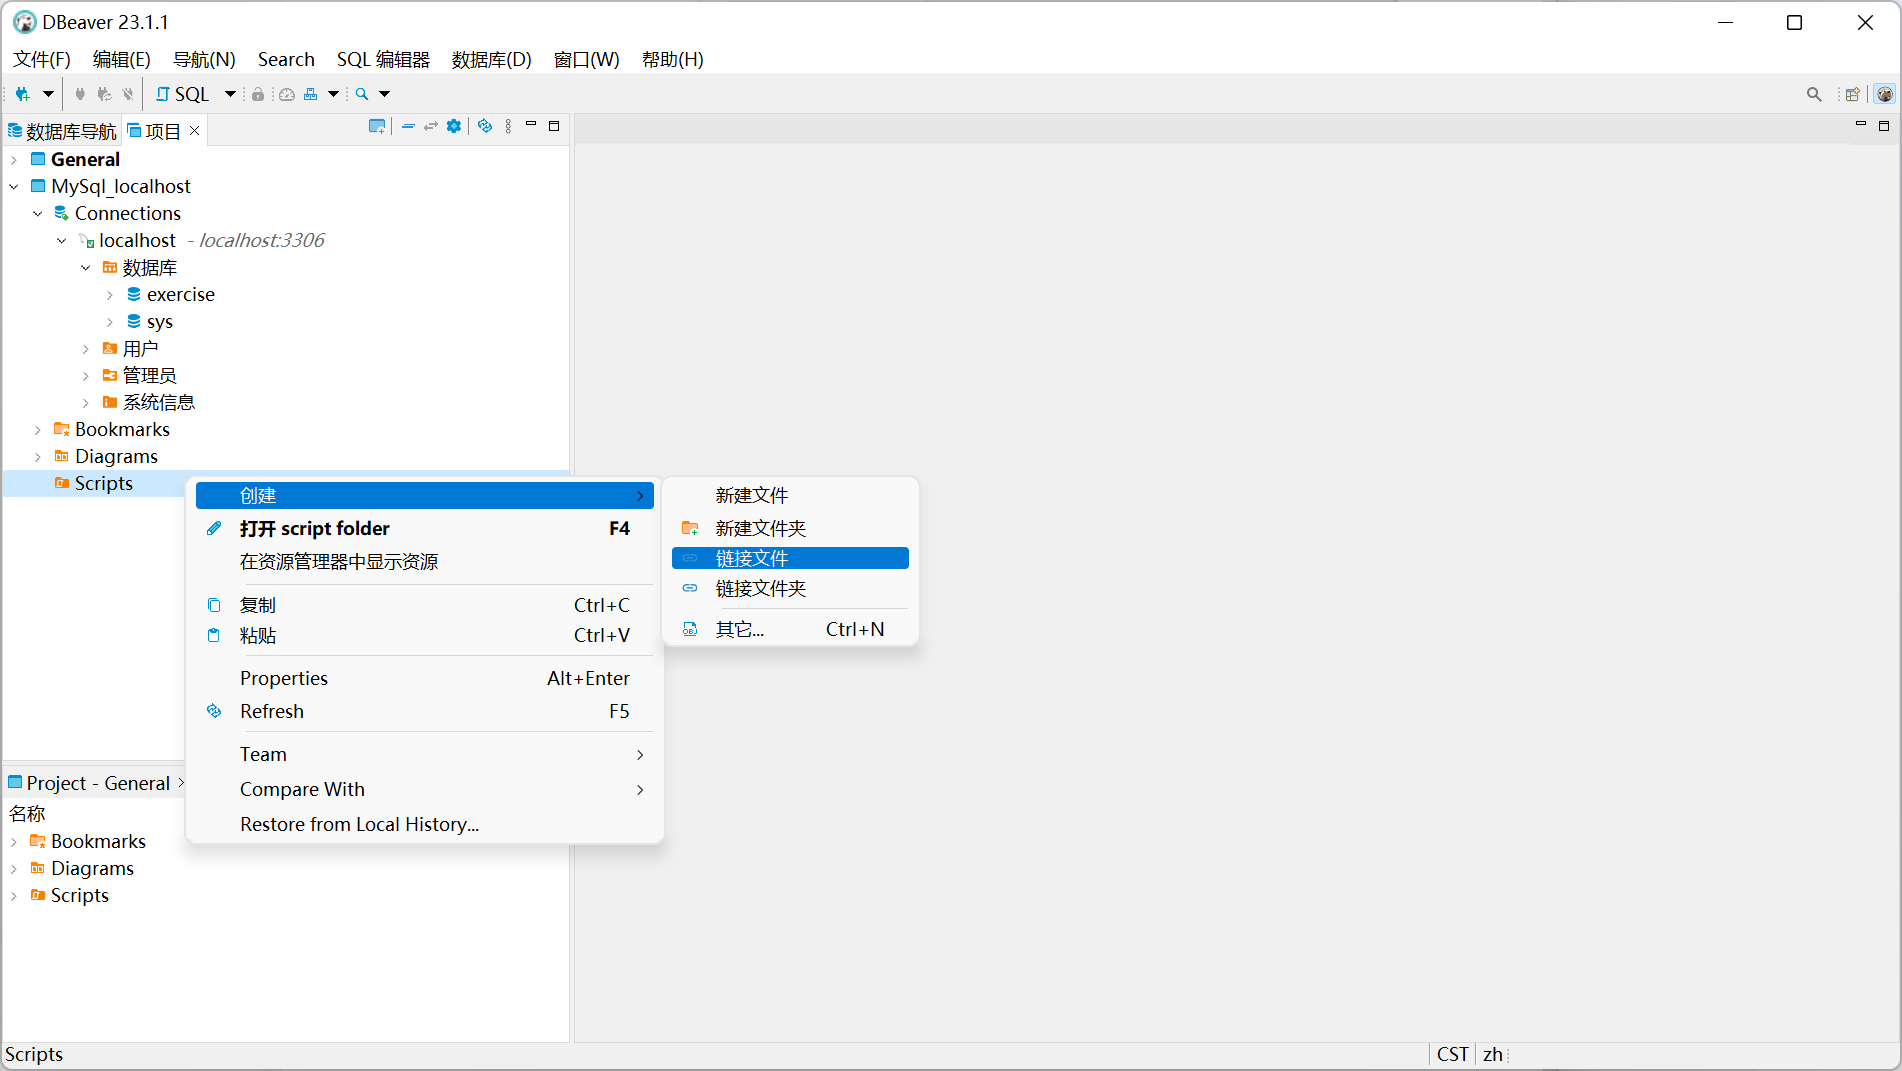 DBeaver 23.1.1
文件(F) 编辑(E) 导航(N) Search SQL 编辑器 数据库(D) 窗口(W) 帮助(H)
SQL
数据库导航 项目
General
MySql_localhost
Connections
localhost - localhost:3306
数据库
exercise
sys
用户
管理员
系统信息
Bookmarks
Diagrams
Scripts
创建
打开 script folder F4
在资源管理器中显示资源
复制 Ctrl+C
粘贴 Ctrl+V
Properties Alt+Enter
Refresh F5
Team
Compare With
Restore from Local History...
新建文件
新建文件夹
链接文件
链接文件夹
其它... Ctrl+N
Project - General
名称
Bookmarks
Diagrams
Scripts
Scripts
CST zh